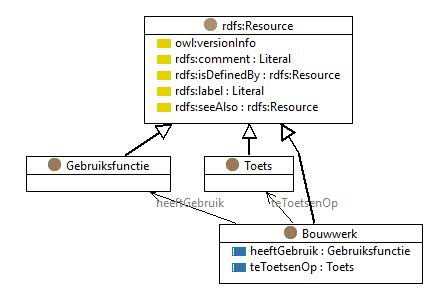 rdfs:Resource
owl:versionInfo
rdfs:comment : Literal
rdfs:isDefinedBy : rdfs:Resource
rdfs:label : Literal
rdfs:seeAlso : rdfs:Resource
Gebruiksfunctie
Toets
heeftGebruik
teToetsenOp
Bouwwerk
heeftGebruik : Gebruiksfunctie
teToetsenOp : Toets